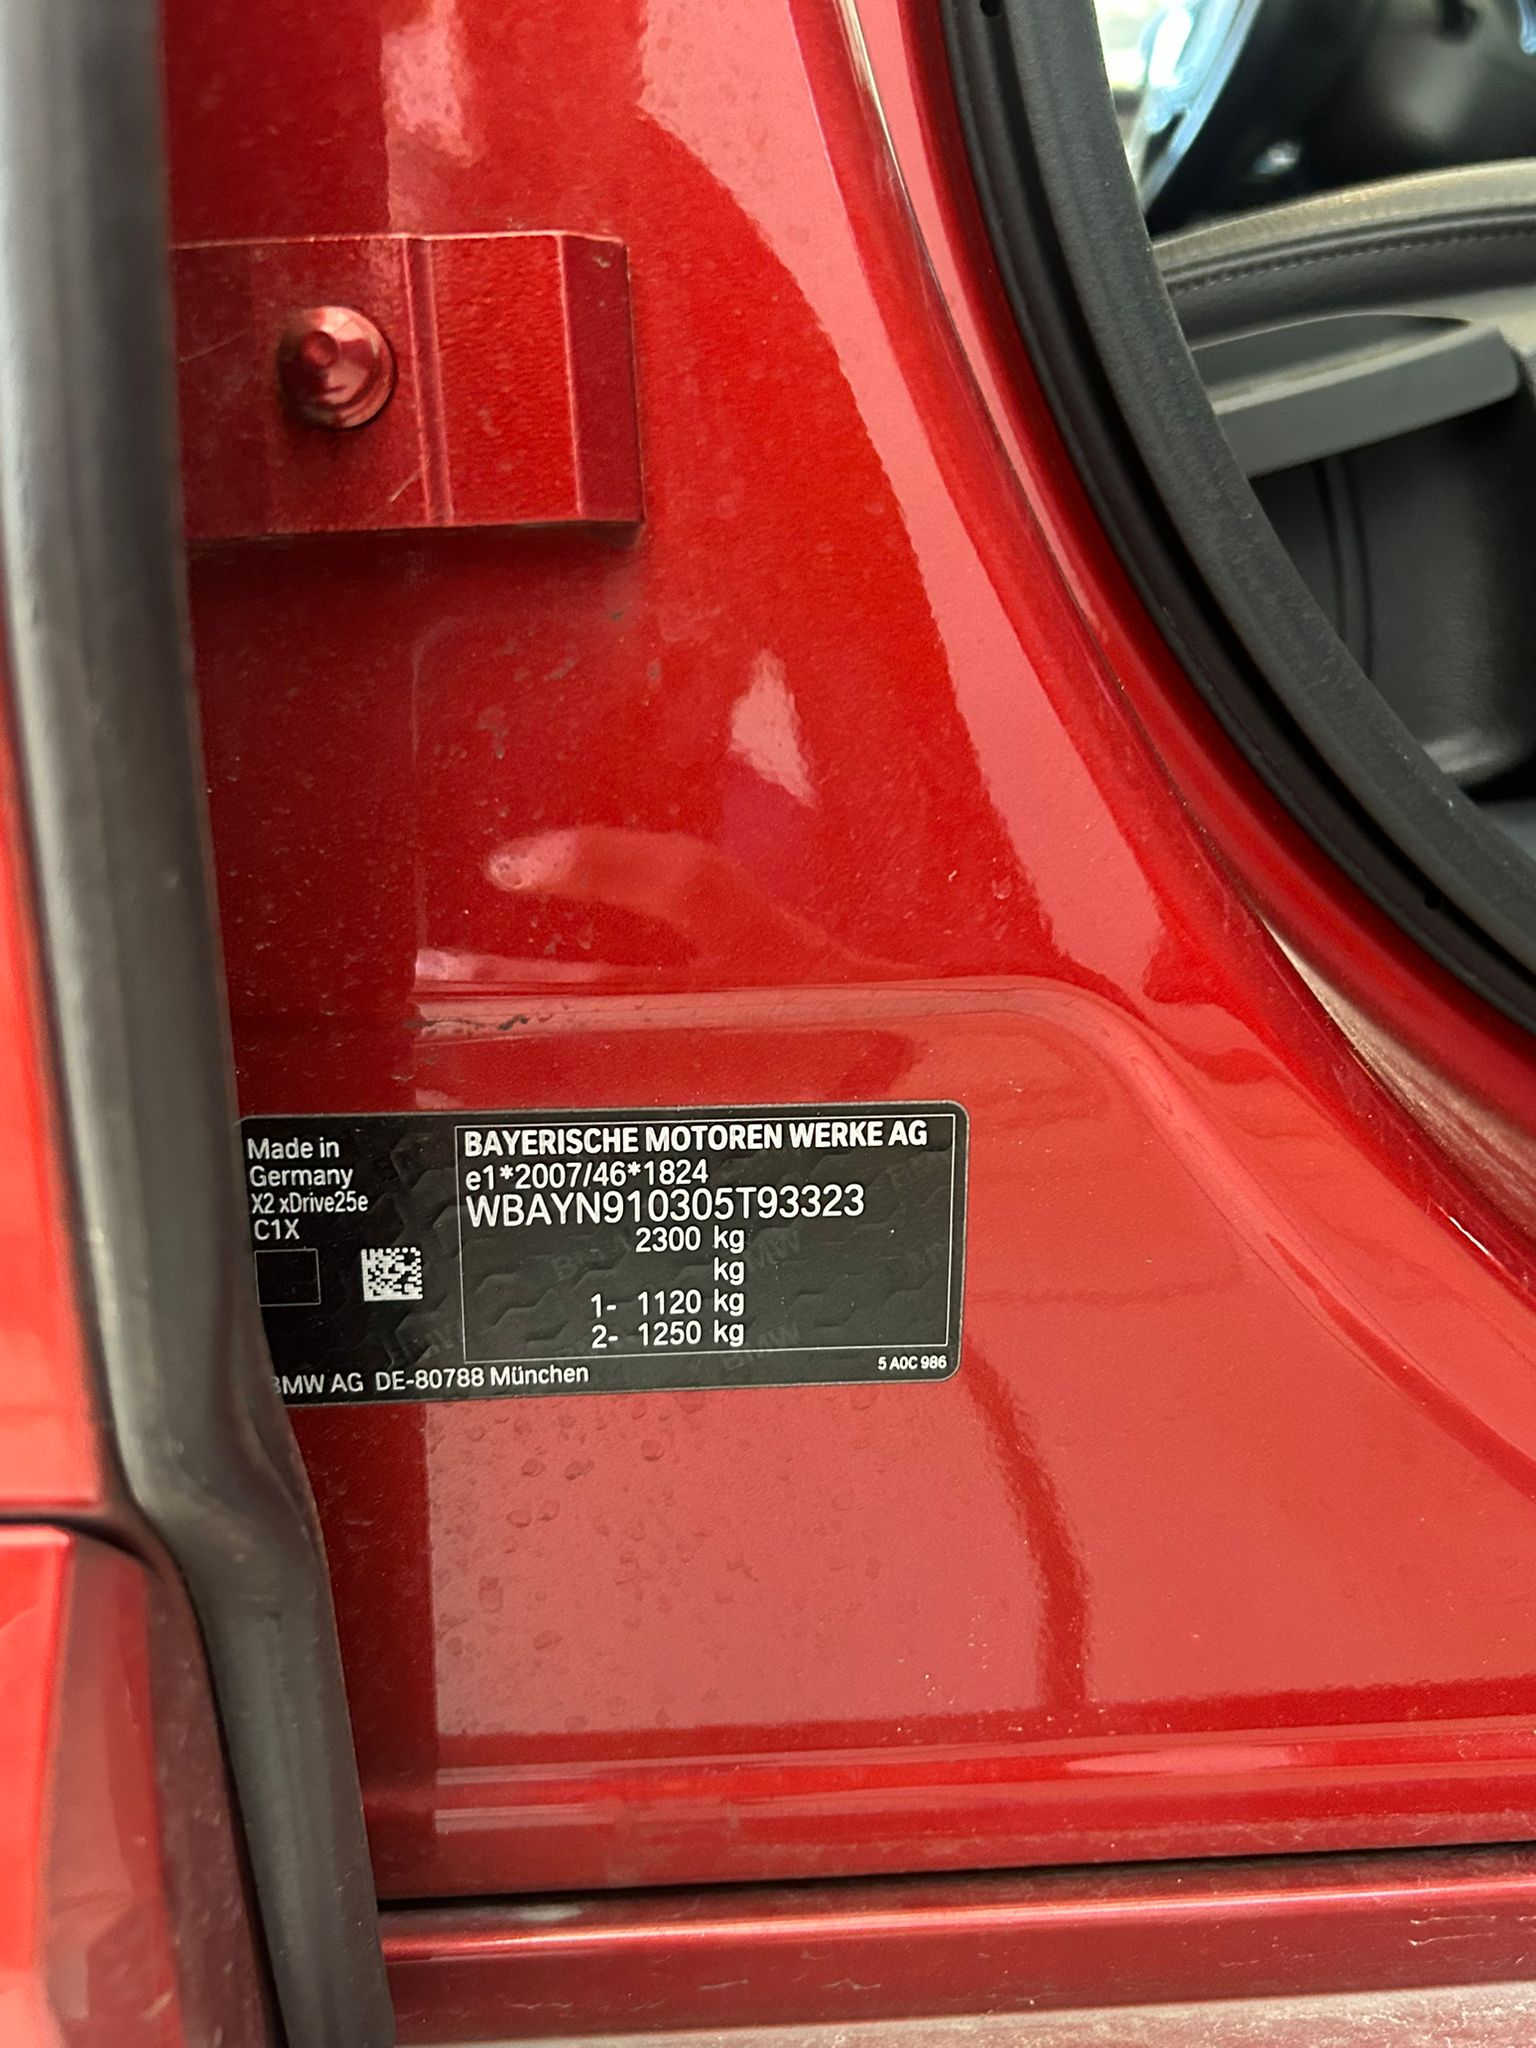 Made in
Germany
X2 xDrive25e
C1X
BAYERISCHE MOTOREN WERKE AG
e1*2007/46*1824
WBAYN910305T93323
2300 kg
kg
1- 1120 kg
2- 1250 kg
BMW AG DE-80788 München
5 A0C 986